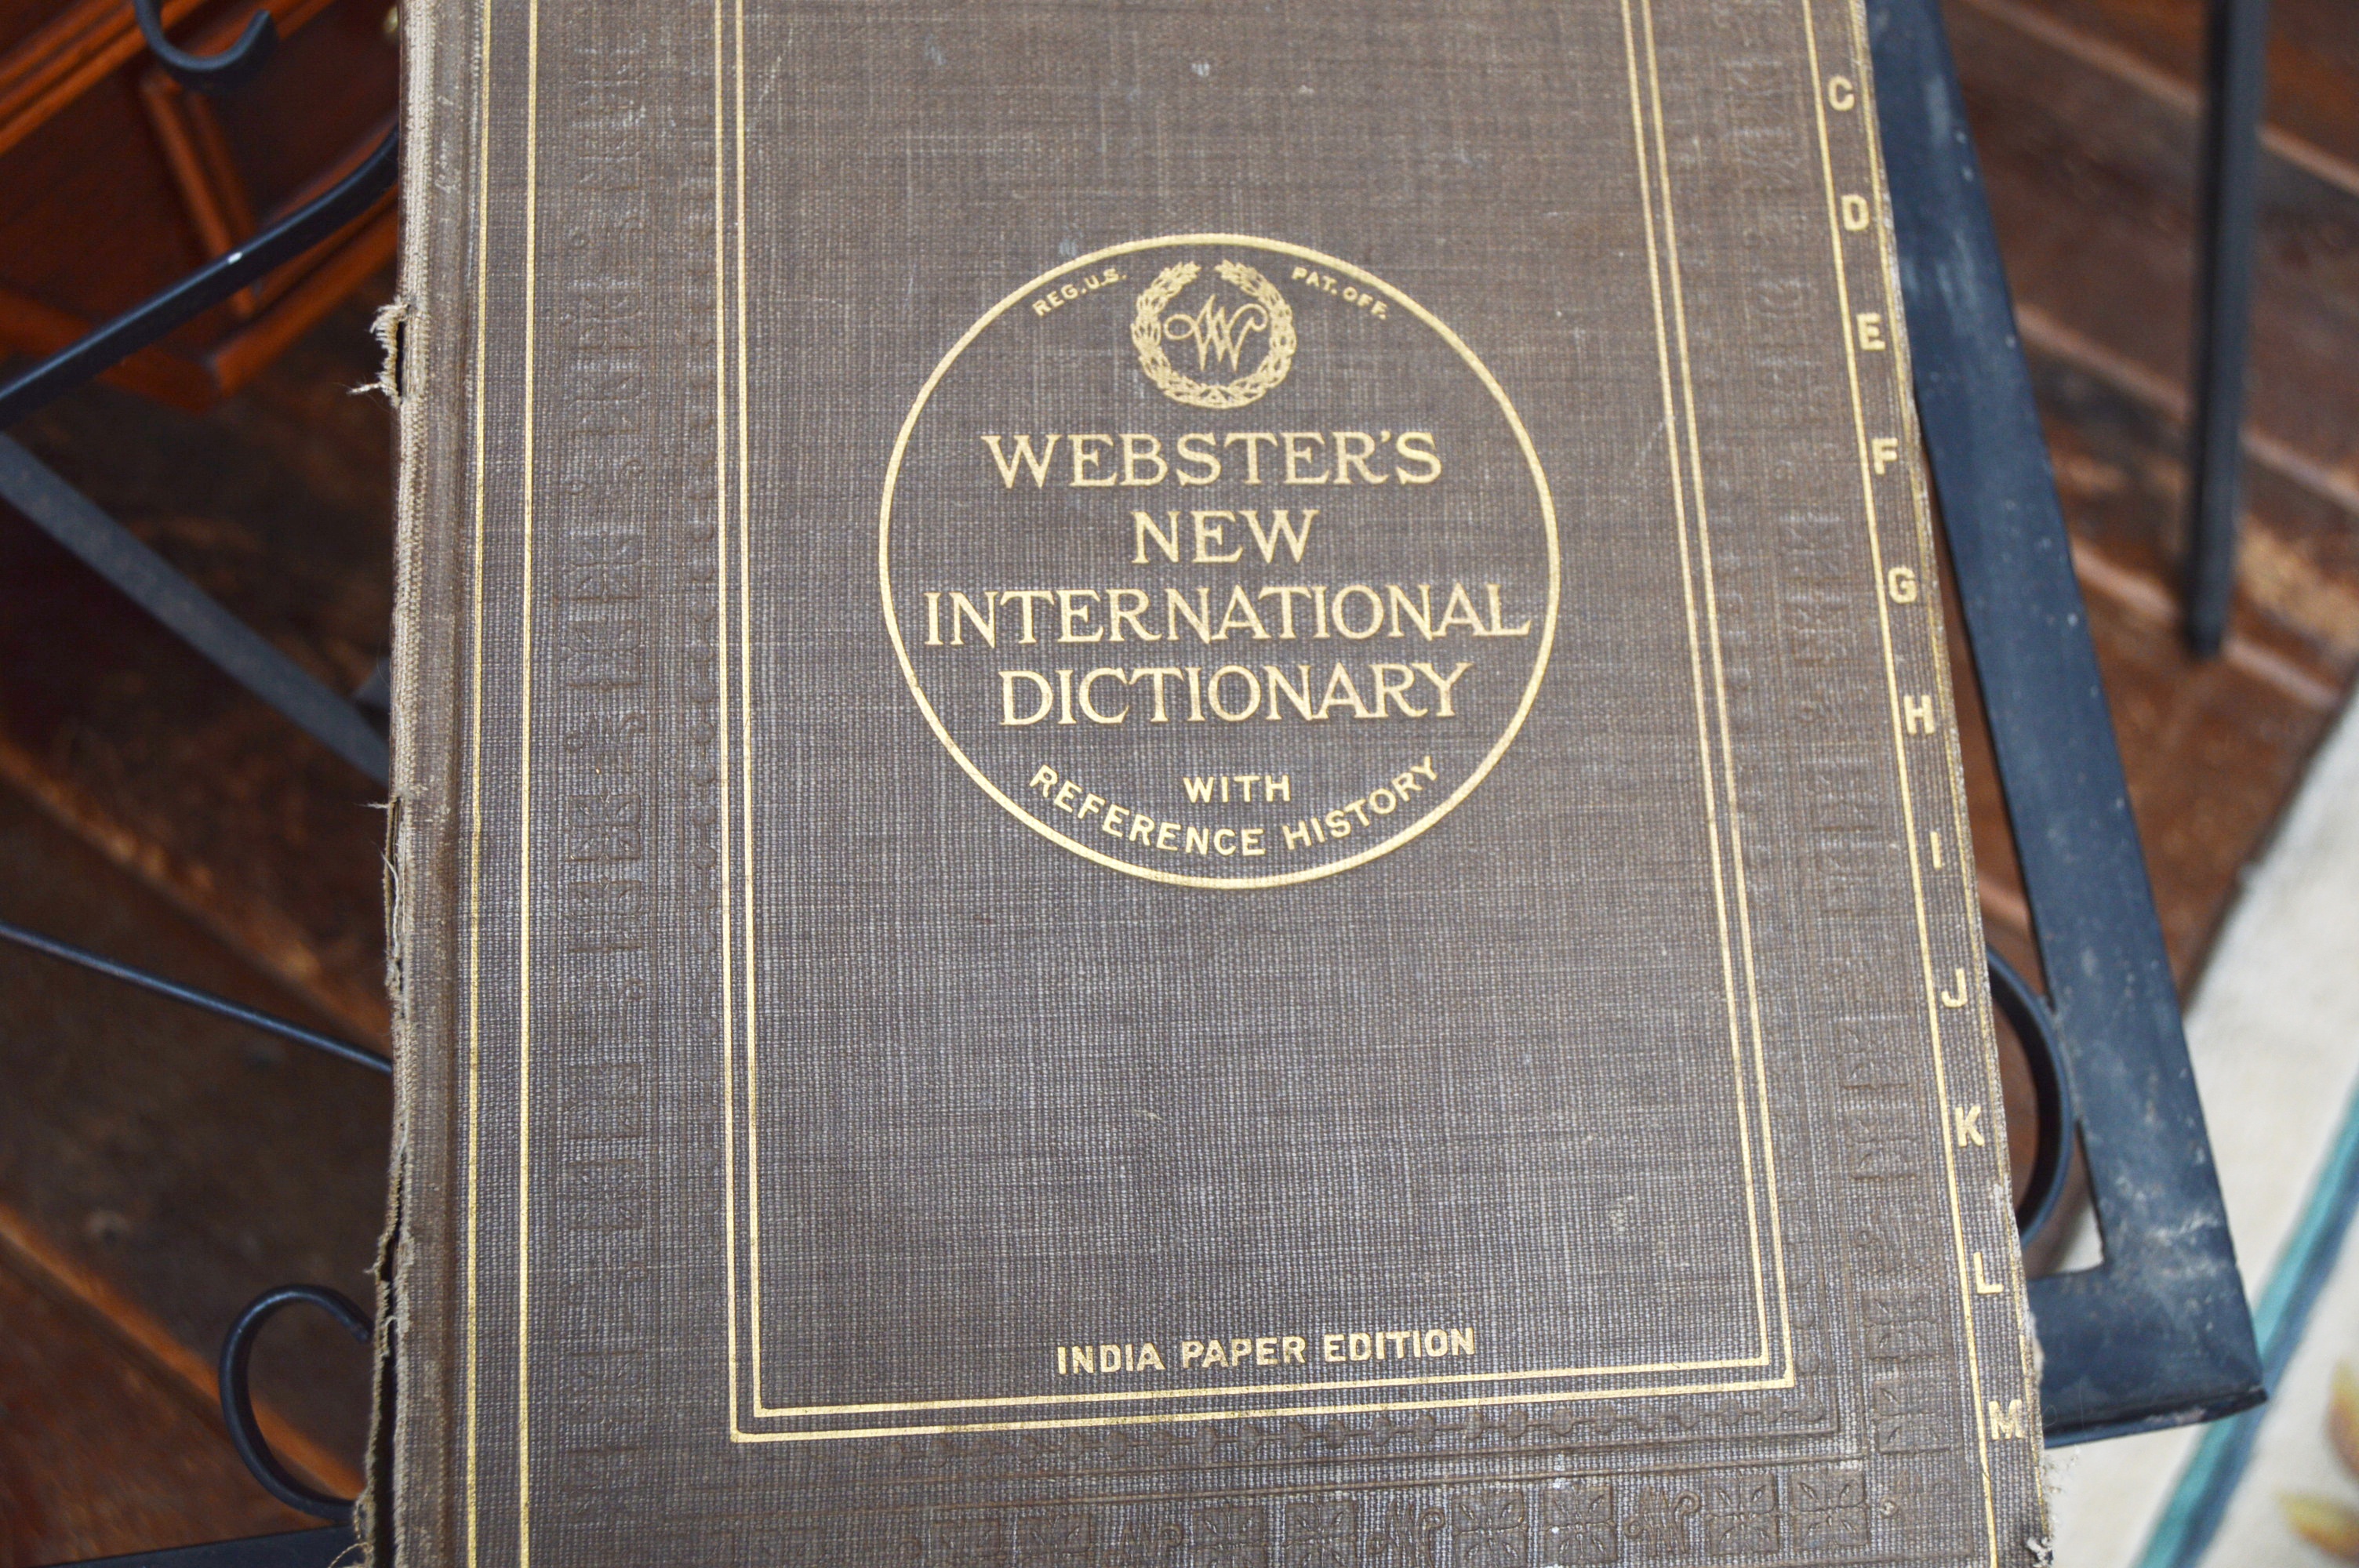 REG. U.S. PAT. OFF.
W
WEBSTER'S
NEW
INTERNATIONAL
DICTIONARY
WITH
REFERENCE HISTORY
INDIA PAPER EDITION
C
D
E
F
G
H
I
J
K
L
M